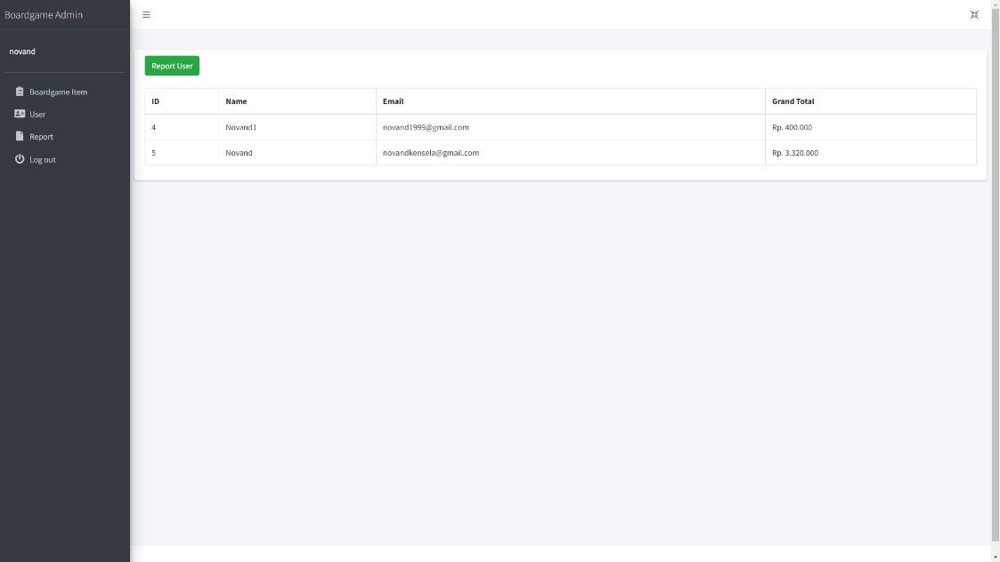 Boardgame Admin
novand
Boardgame Item
User
Report
Log out
Report User
ID Name Email Grand Total
4 Novand1 novand1999@gmail.com Rp. 400.000
5 Novand novandkensela@gmail.com Rp. 3.320.000